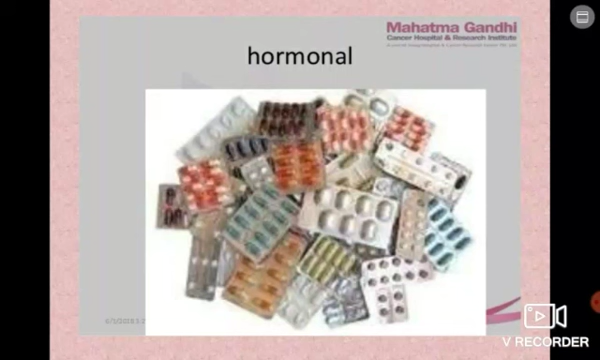 Mahatma Gandhi
Cancer Hospital & Research Institute
hormonal
V RECORDER